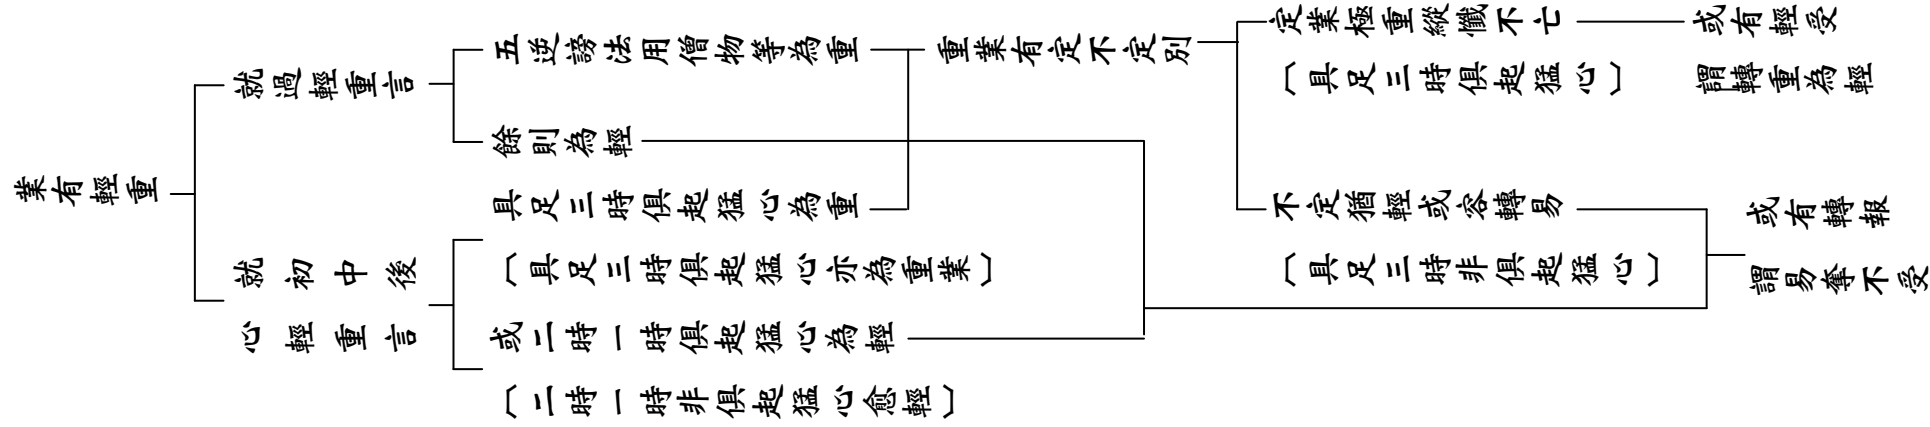 業有輕重
就過輕重言
五逆謗法用僧物等為重
餘則為輕
就初中後
心輕重言
具足三時俱起猛心為重
〔具足三時俱起猛心亦為重業〕
或二時一時俱起猛心為輕
〔二時一時非俱起猛心愈輕〕
重業有定不定別
定業極重縱懺不亡
〔具足三時俱起猛心〕
或有輕受
謂轉重為輕
不定猶輕或容轉易
〔具足三時非俱起猛心〕
或有轉報
謂易奪不受